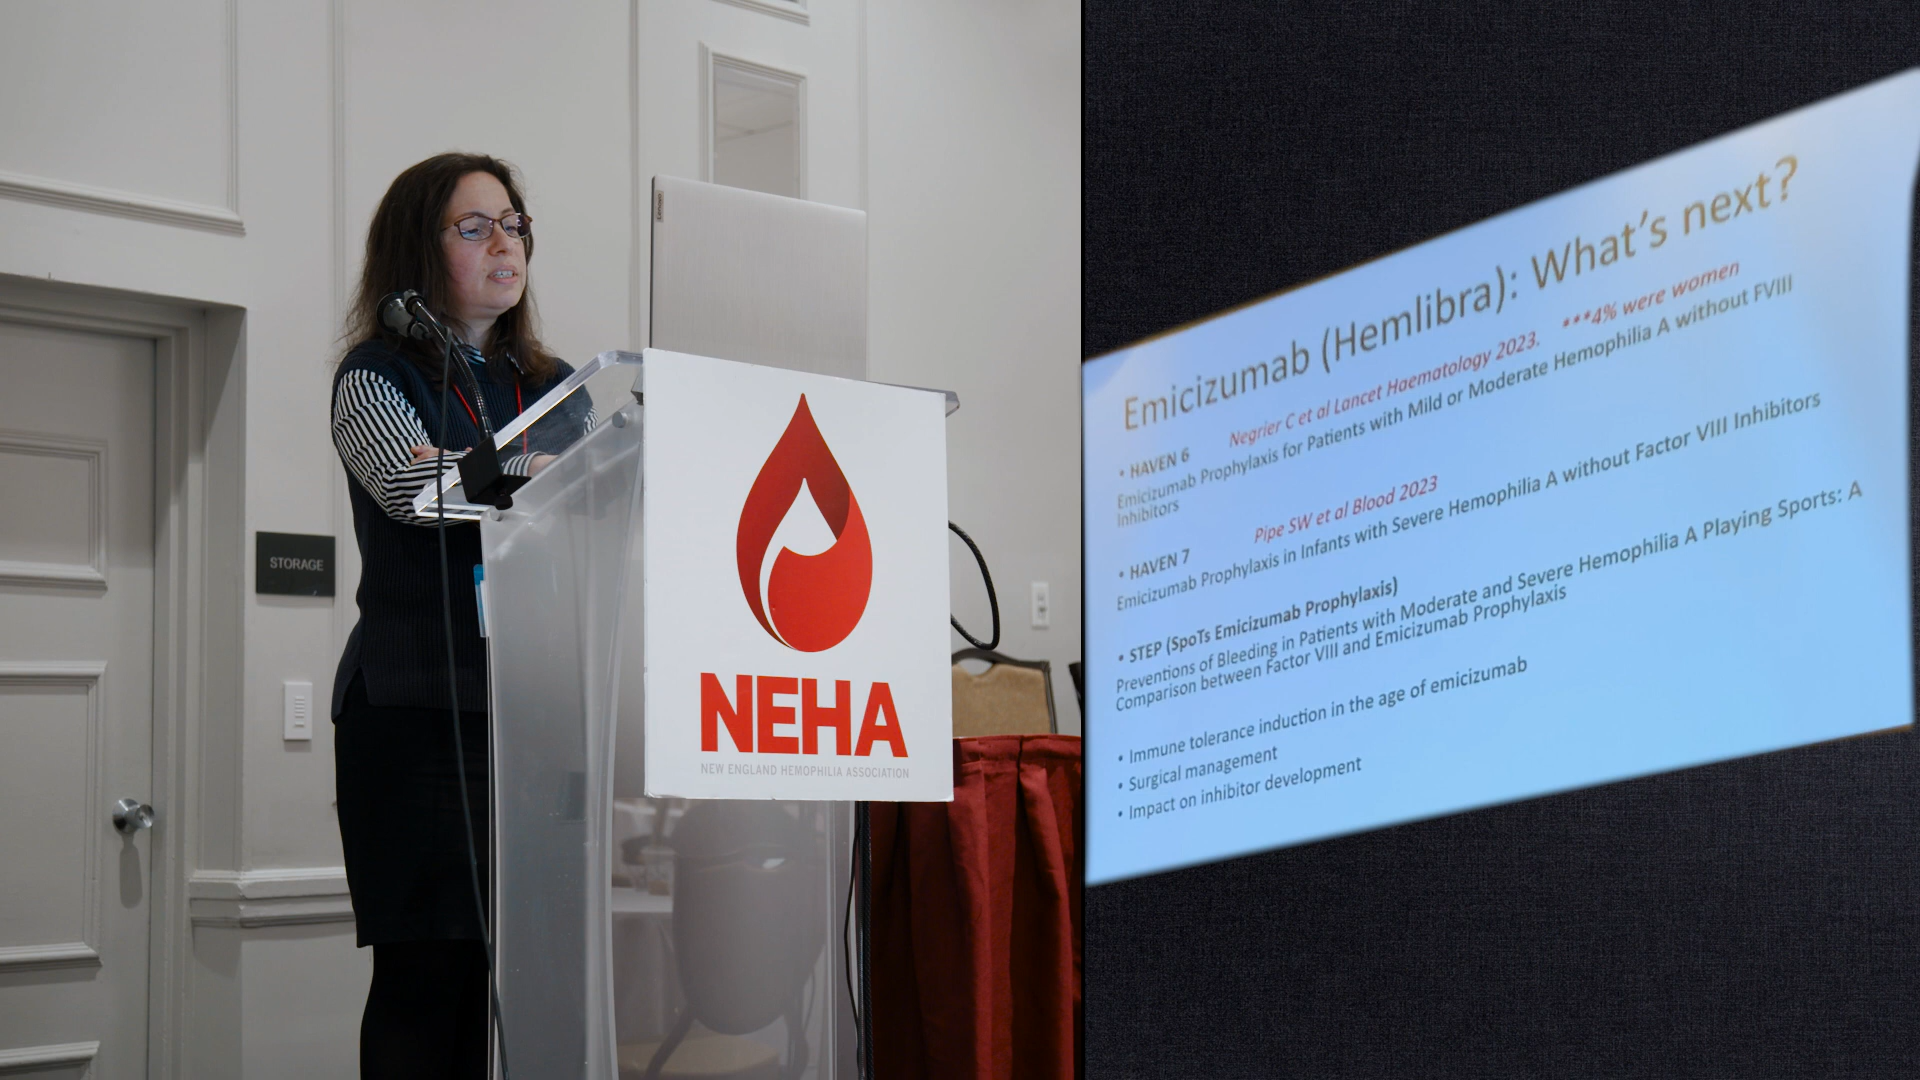 STORAGE
NEHA
NEW ENGLAND HEMOPHILIA ASSOCIATION
Emicizumab (Hemlibra): What's next?
• HAVEN 6 Negrier C et al Lancet Haematology 2023. ***4% were women
Emicizumab Prophylaxis for Patients with Mild or Moderate Hemophilia A without FVIII
Inhibitors
• HAVEN 7 Pipe SW et al Blood 2023
Emicizumab Prophylaxis in Infants with Severe Hemophilia A without Factor VIII Inhibitors
• STEP (SpoTs Emicizumab Prophylaxis)
Preventions of Bleeding in Patients with Moderate and Severe Hemophilia A Playing Sports: A
Comparison between Factor VIII and Emicizumab Prophylaxis
• Immune tolerance induction in the age of emicizumab
• Surgical management
• Impact on inhibitor development